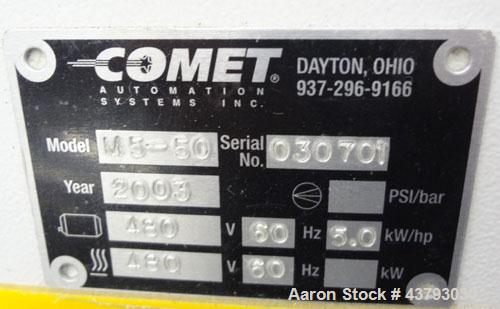 COMET®
AUTOMATION
SYSTEMS INC.
DAYTON, OHIO
937-296-9166
Model M5-60 Serial No. 030701
Year 2003 PSI/bar
480 V 60 Hz 5.0 kW/hp
480 V 60 Hz kW
Aaron Stock #